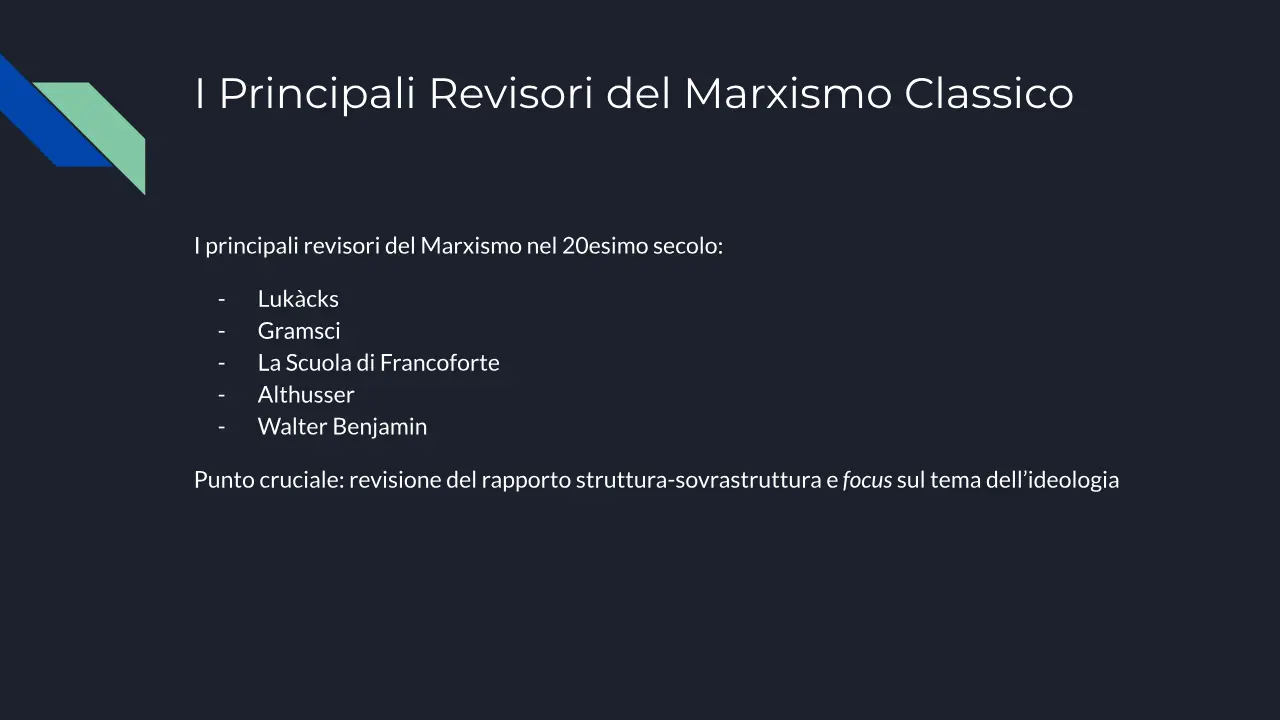 I Principali Revisori del Marxismo Classico
I principali revisori del Marxismo nel 20esimo secolo:
- Lukàcks
- Gramsci
- La Scuola di Francoforte
- Althusser
- Walter Benjamin
Punto cruciale: revisione del rapporto struttura-sovrastruttura e focus sul tema dell’ideologia